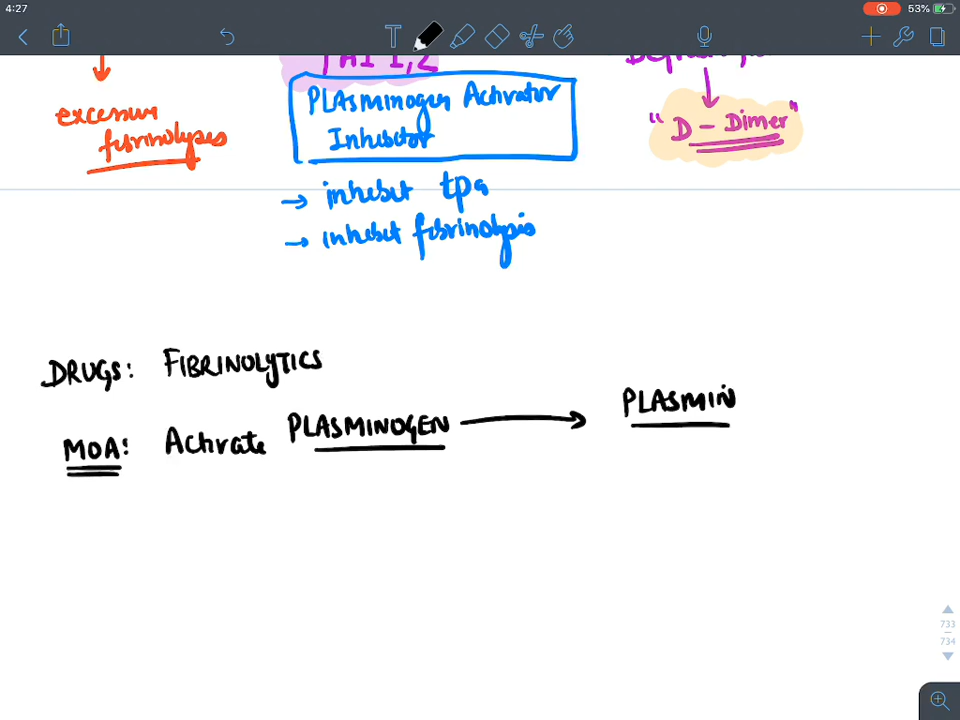 4:27
53%
T
PAI 1,2
excessive
fibrinolyses
PLAsminogen Activator
Inhibitor
"D - Dimer"
→ inhibit tpa
→ inhibit fibrinolysis
DRUGS: FIBRINOLYTICS
MOA: Activate PLASMINOGEN → PLASMIN
733
734